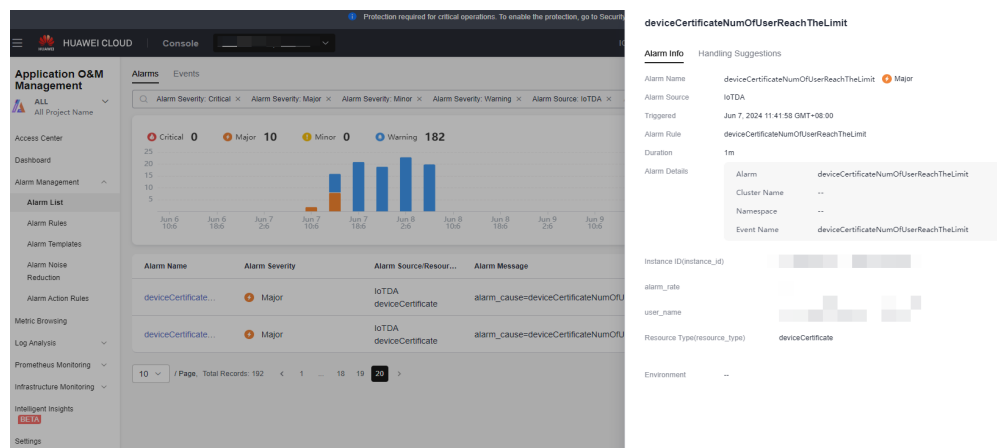 Protection required for critical operations. To enable the protection, go to Security
HUAWEI
HUAWEI CLOUD
Console
Application O&M
Management
ALL
All Project Name
Access Center
Dashboard
Alarm Management
Alarm List
Alarm Rules
Alarm Templates
Alarm Noise
Reduction
Alarm Action Rules
Metric Browsing
Log Analysis
Prometheus Monitoring
Infrastructure Monitoring
Intelligent Insights
BETA
Settings
Alarms Events
Alarm Severity: Critical × Alarm Severity: Major × Alarm Severity: Minor × Alarm Severity: Warning × Alarm Source: IoTDA ×
Critical 0 Major 10 Minor 0 Warning 182
25
20
15
10
5
Jun 6 Jun 6 Jun 7 Jun 7 Jun 7 Jun 8 Jun 8 Jun 8 Jun 9 Jun 9
10:6 18:6 2:6 10:6 18:6 2:6 10:6 18:6 2:6 10:6
Alarm Name Alarm Severity Alarm Source/Resour... Alarm Message
deviceCertificate... Major IoTDA
deviceCertificate alarm_cause=deviceCertificateNumOfU
deviceCertificate... Major IoTDA
deviceCertificate alarm_cause=deviceCertificateNumOfU
10 / Page, Total Records: 192 < 1 ... 18 19 20 >
deviceCertificateNumOfUserReachTheLimit
Alarm Info Handling Suggestions
Alarm Name deviceCertificateNumOfUserReachTheLimit Major
Alarm Source IoTDA
Triggered Jun 7, 2024 11:41:58 GMT+08:00
Alarm Rule deviceCertificateNumOfUserReachTheLimit
Duration 1m
Alarm Details
Alarm deviceCertificateNumOfUserReachTheLimit
Cluster Name --
Namespace --
Event Name deviceCertificateNumOfUserReachTheLimit
Instance ID(instance_id)
alarm_rate
user_name
Resource Type(resource_type) deviceCertificate
Environment --